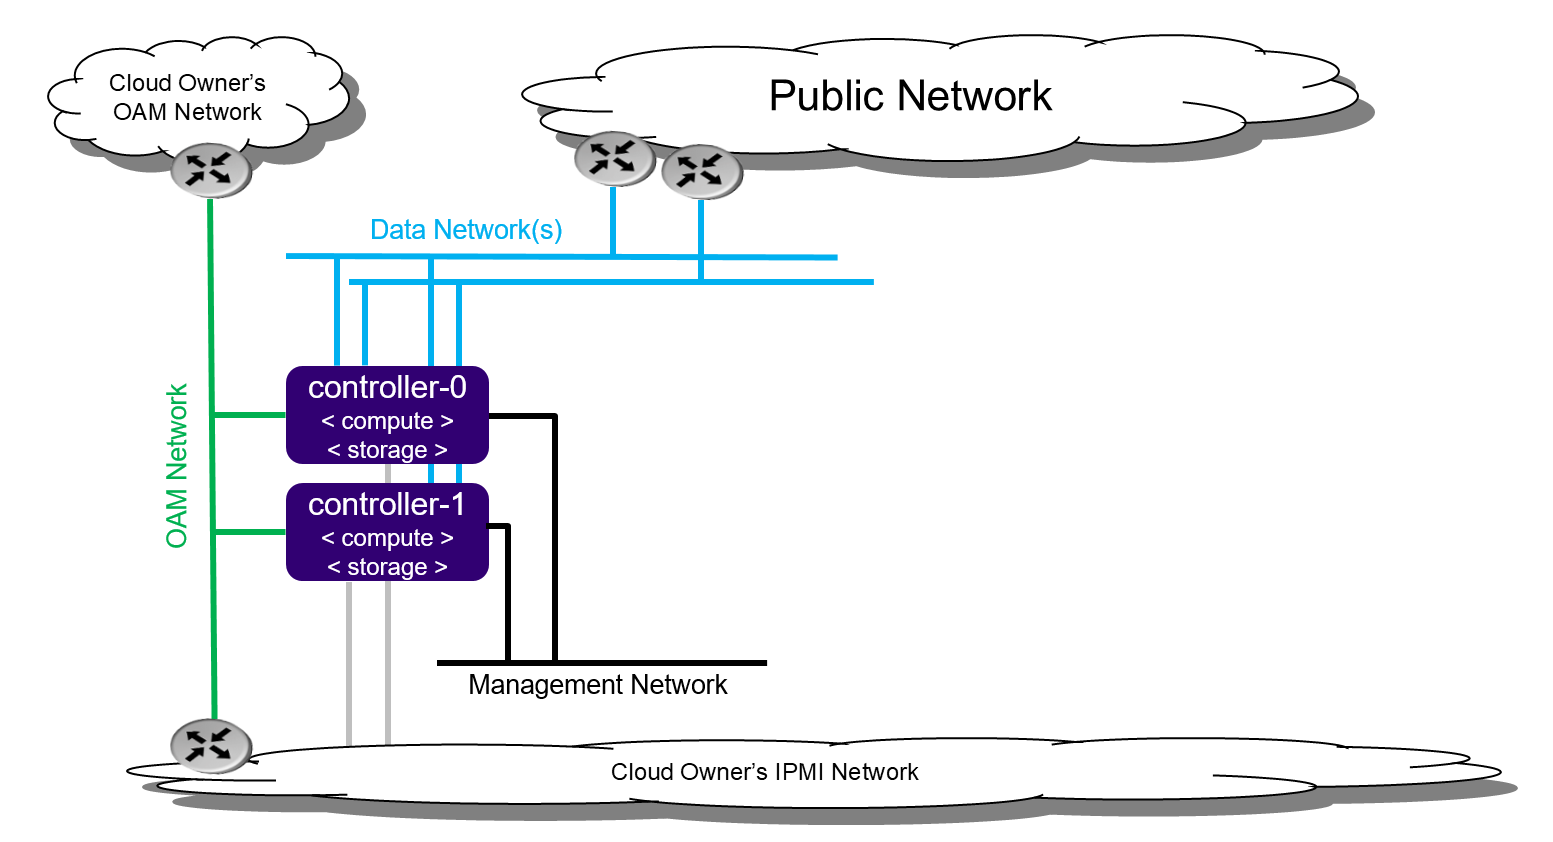 Cloud Owner’s
OAM Network
Public Network
Data Network(s)
OAM Network
controller-0
< compute >
< storage >
controller-1
< compute >
< storage >
Management Network
Cloud Owner’s IPMI Network